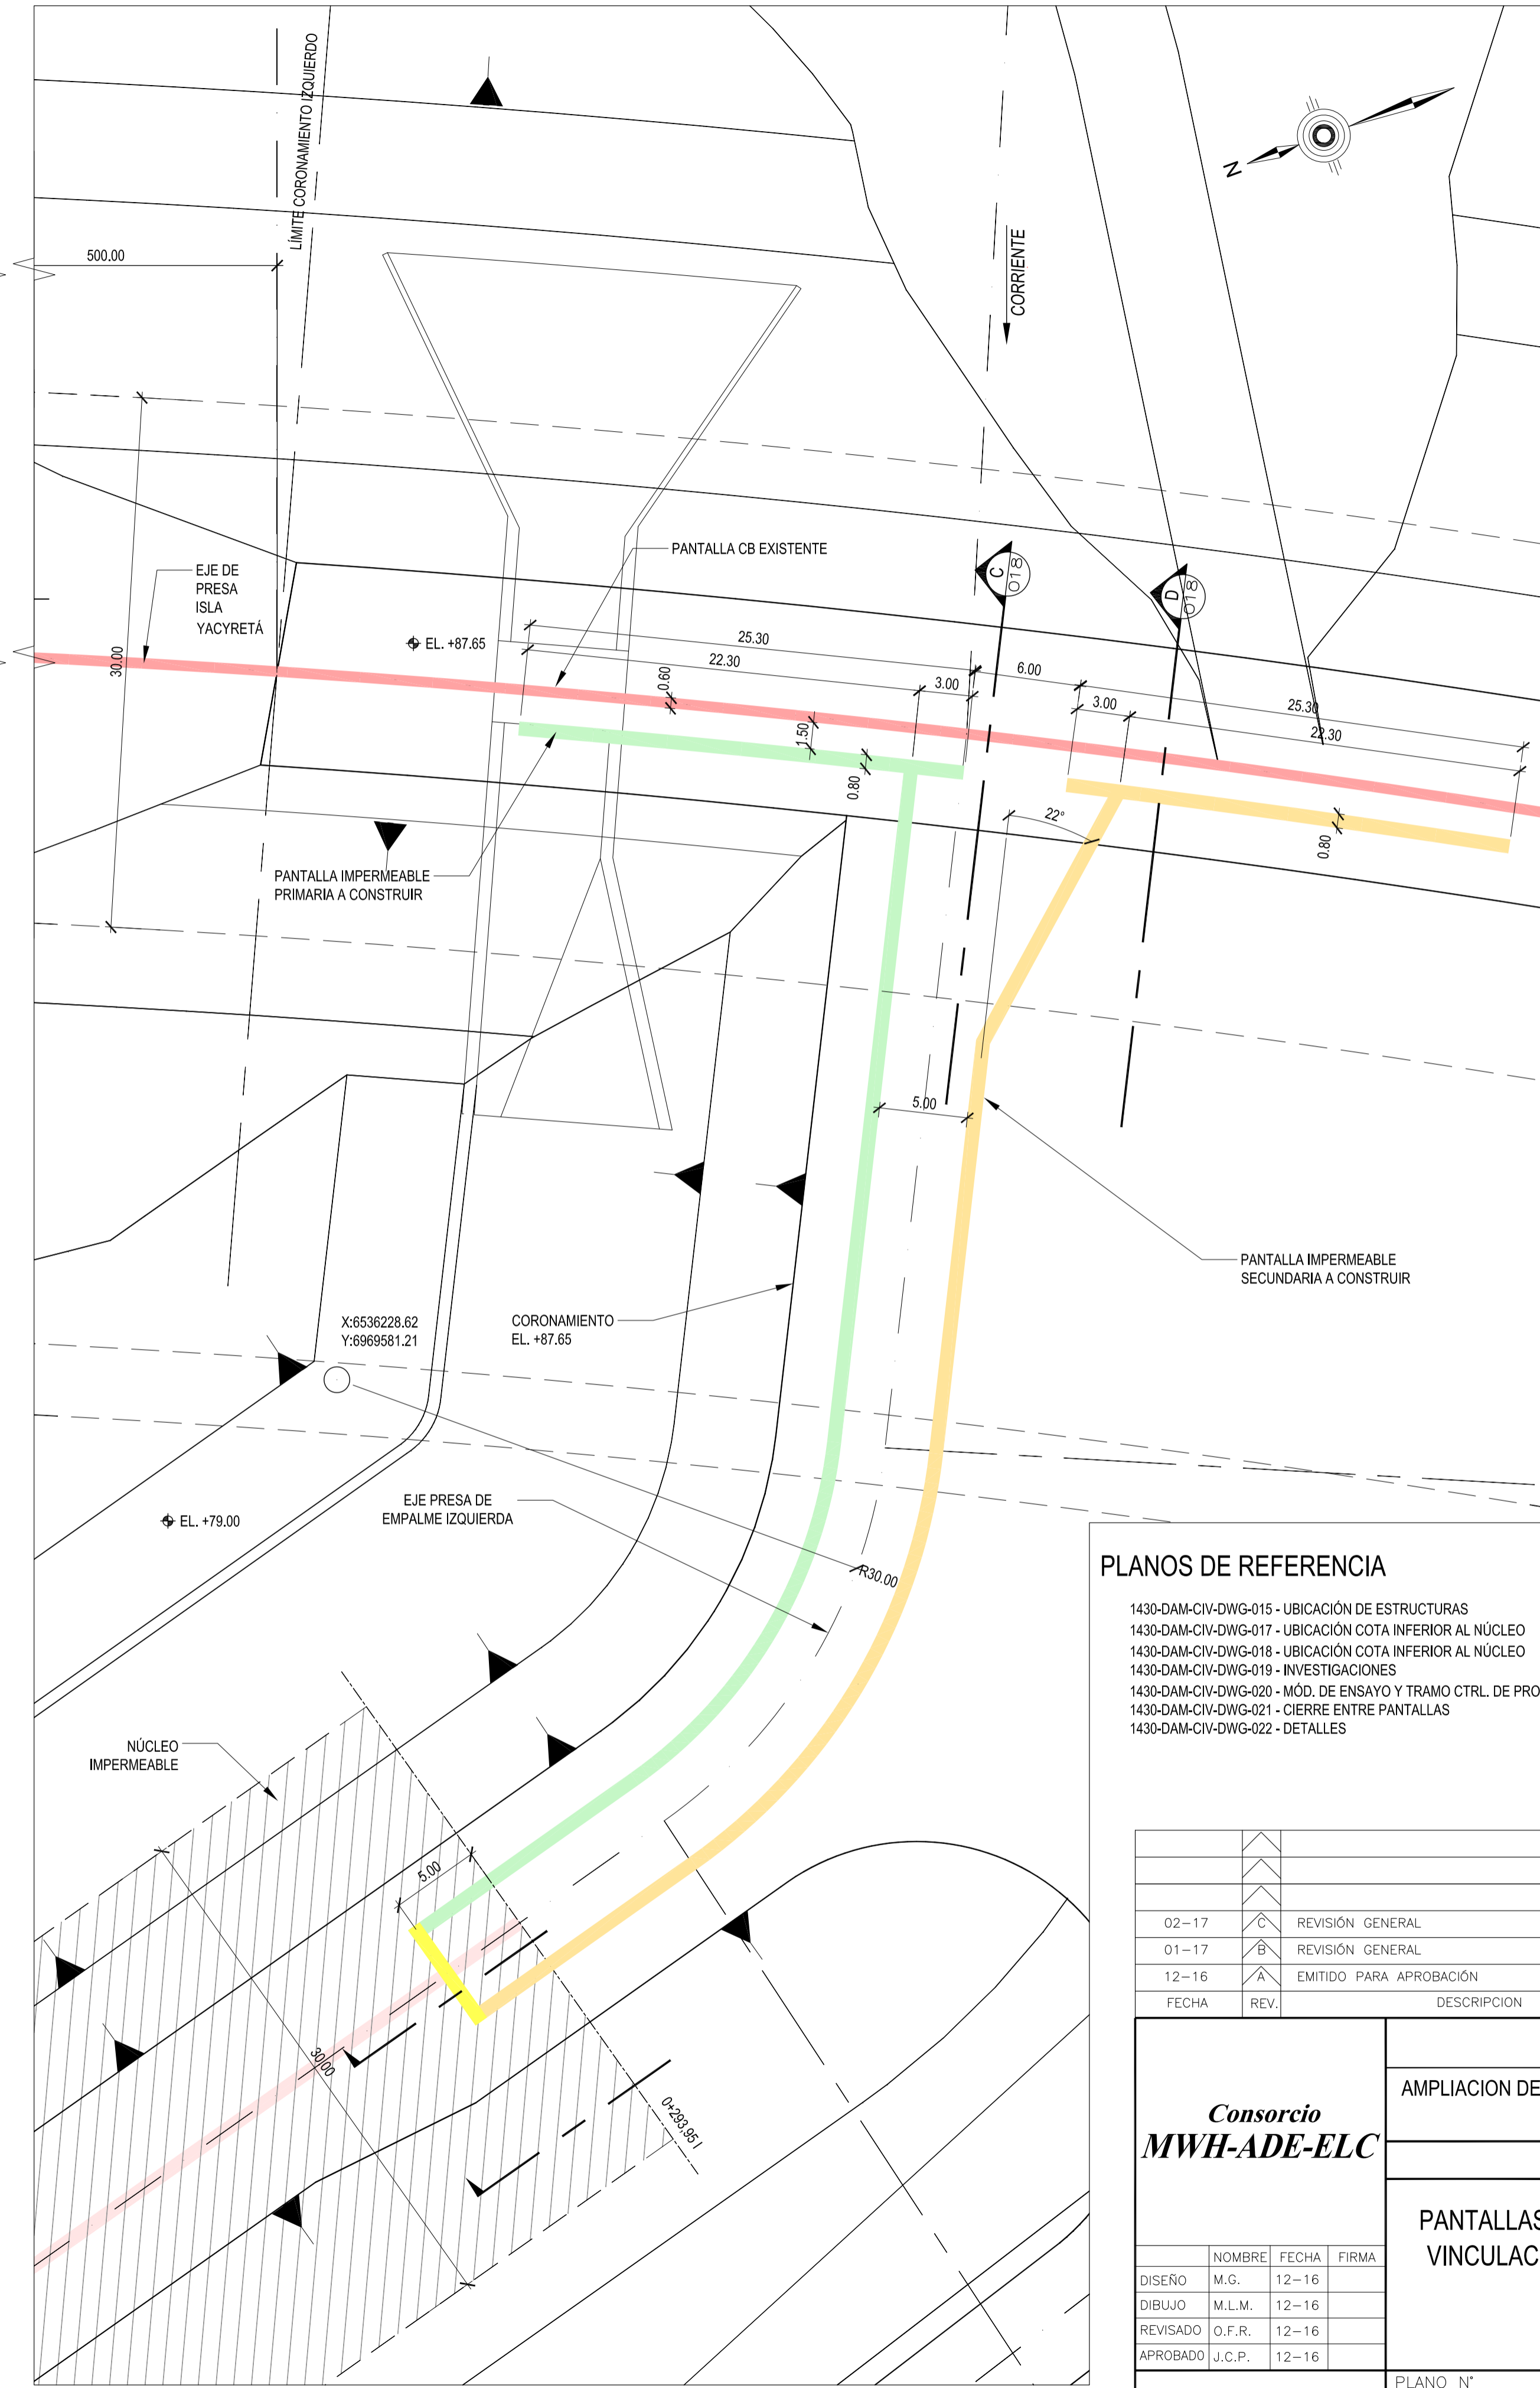 LÍMITE CORONAMIENTO IZQUIERDO
500.00
N
CORRIENTE
PANTALLA CB EXISTENTE
C
018
D
018
EJE DE
PRESA
ISLA
YACYRETÁ
30.00
EL. +87.65
25.30
22.30
3.00
6.00
0.60
1.50
0.80
3.00
25.30
22.30
0.80
22°
PANTALLA IMPERMEABLE
PRIMARIA A CONSTRUIR
5.00
PANTALLA IMPERMEABLE
SECUNDARIA A CONSTRUIR
X:6536228.62
Y:6969581.21
CORONAMIENTO
EL. +87.65
EJE PRESA DE
EMPALME IZQUIERDA
EL. +79.00
R30.00
NÚCLEO
IMPERMEABLE
5.00
30.00
0+293,95 I
PLANOS DE REFERENCIA
1430-DAM-CIV-DWG-015 - UBICACIÓN DE ESTRUCTURAS
1430-DAM-CIV-DWG-017 - UBICACIÓN COTA INFERIOR AL NÚCLEO
1430-DAM-CIV-DWG-018 - UBICACIÓN COTA INFERIOR AL NÚCLEO
1430-DAM-CIV-DWG-019 - INVESTIGACIONES
1430-DAM-CIV-DWG-020 - MÓD. DE ENSAYO Y TRAMO CTRL. DE PRO
1430-DAM-CIV-DWG-021 - CIERRE ENTRE PANTALLAS
1430-DAM-CIV-DWG-022 - DETALLES
02-17 C REVISIÓN GENERAL
01-17 B REVISIÓN GENERAL
12-16 A EMITIDO PARA APROBACIÓN
FECHA REV. DESCRIPCION
Consorcio
MWH-ADE-ELC
AMPLIACION DE
PANTALLAS
VINCULAC
NOMBRE FECHA FIRMA
DISEÑO M.G. 12-16
DIBUJO M.L.M. 12-16
REVISADO O.F.R. 12-16
APROBADO J.C.P. 12-16
PLANO N°